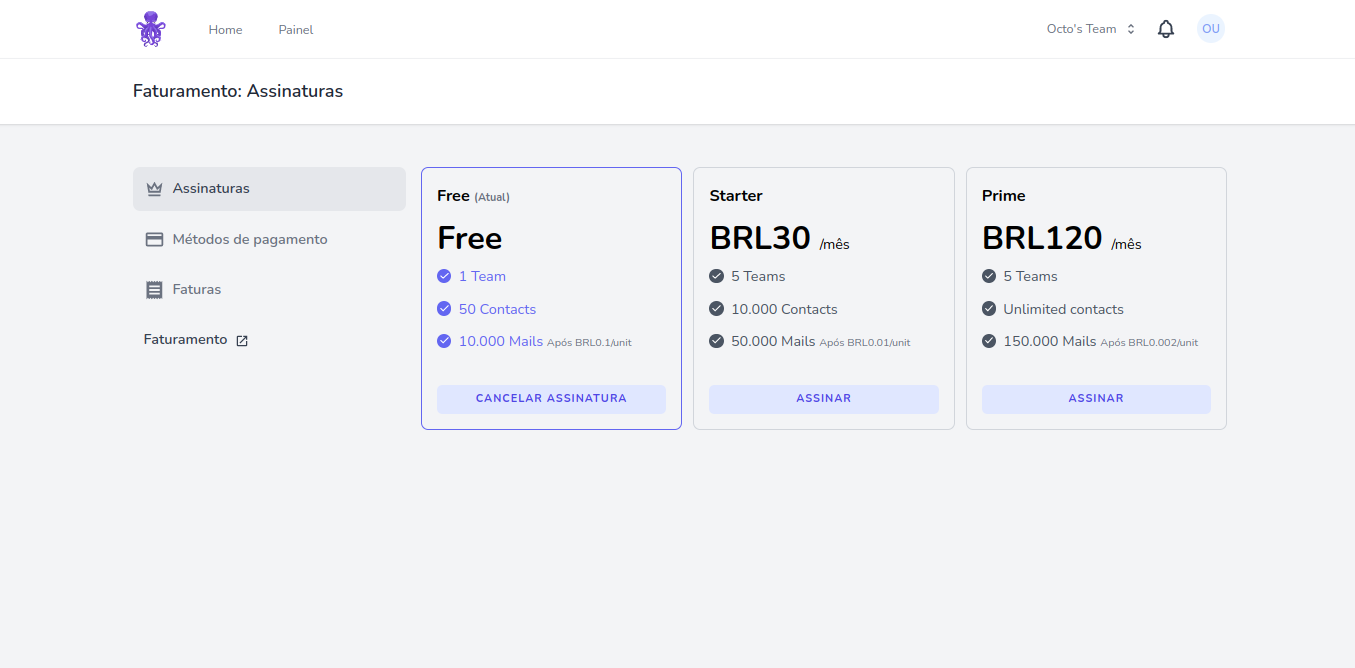 Home
Painel
Octo's Team
OU
Faturamento: Assinaturas
Assinaturas
Métodos de pagamento
Faturas
Faturamento
Free (Atual)
Free
1 Team
50 Contacts
10.000 Mails Após BRL0.1/unit
CANCELAR ASSINATURA
Starter
BRL30 /mês
5 Teams
10.000 Contacts
50.000 Mails Após BRL0.01/unit
ASSINAR
Prime
BRL120 /mês
5 Teams
Unlimited contacts
150.000 Mails Após BRL0.002/unit
ASSINAR